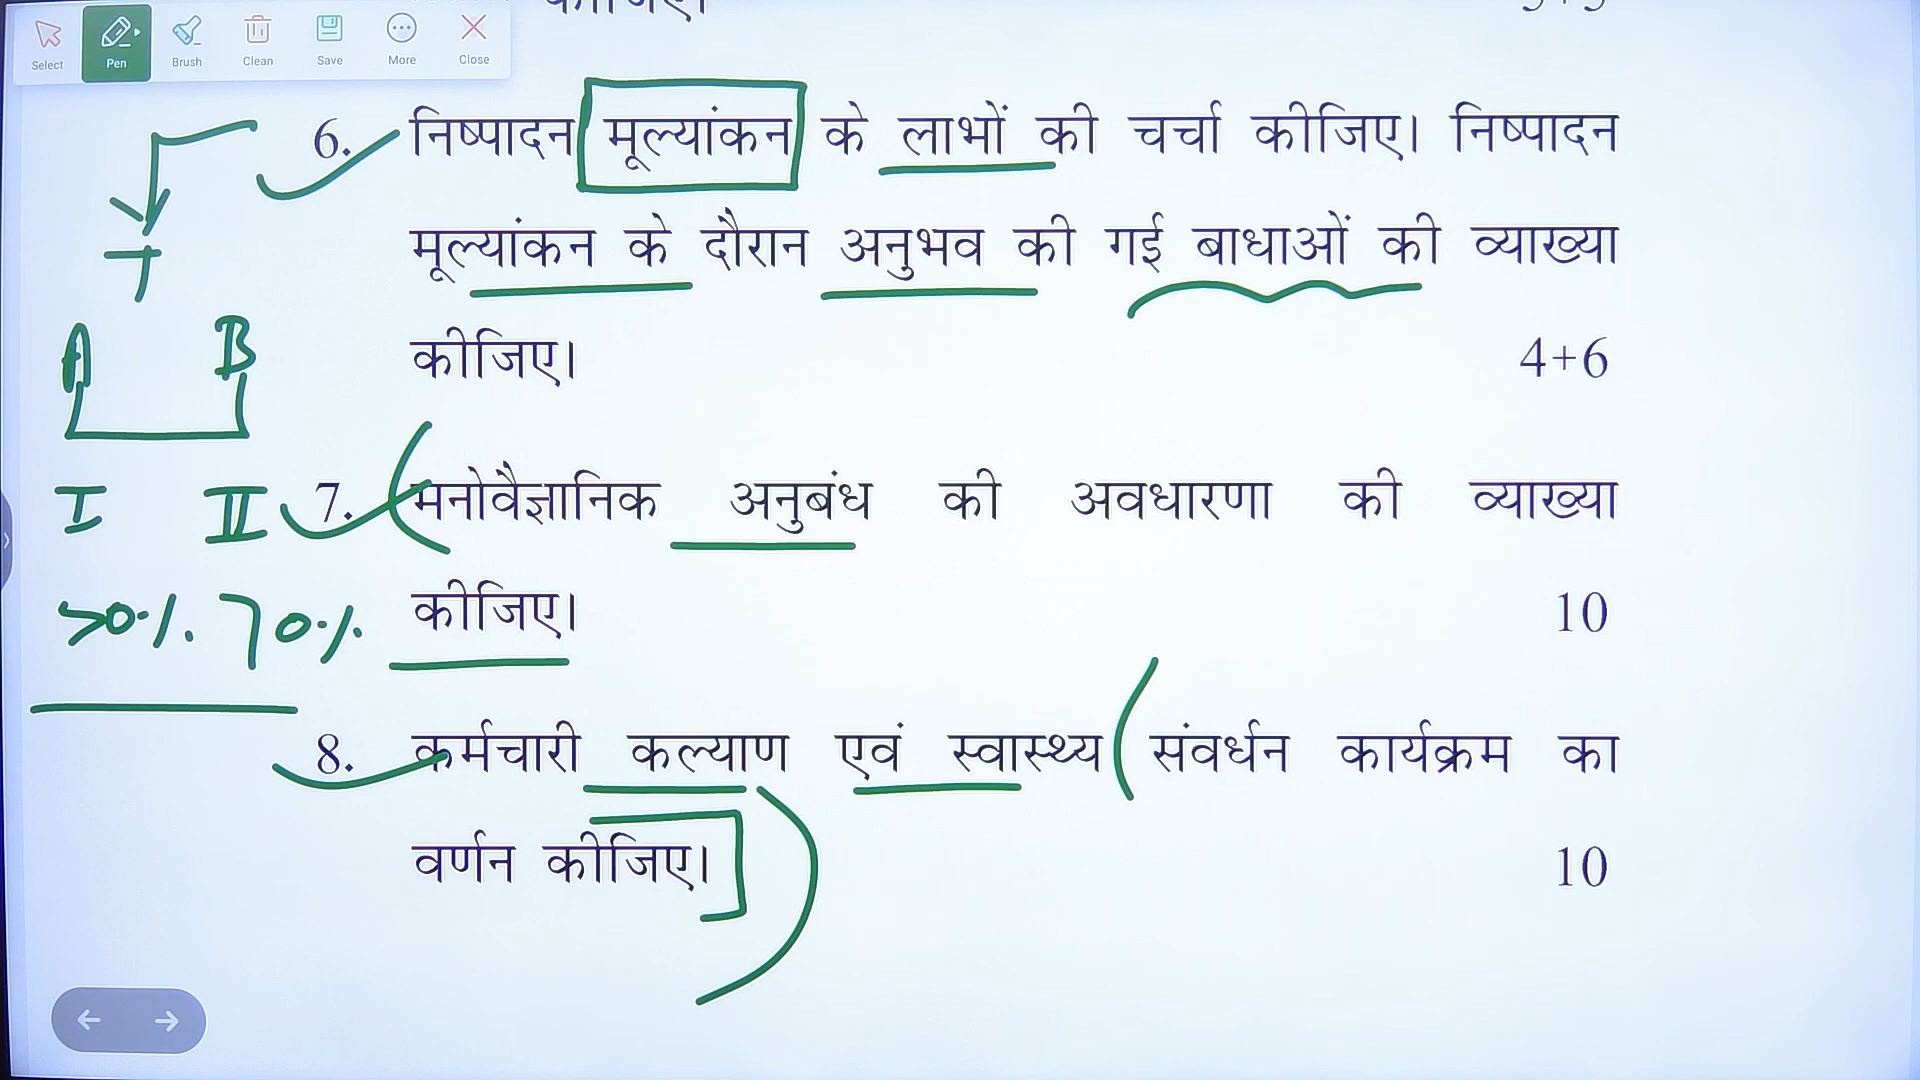 Select Pen Brush Clean Save More Close
6. निष्पादन मूल्यांकन के लाभों की चर्चा कीजिए। निष्पादन
मूल्यांकन के दौरान अनुभव की गई बाधाओं की व्याख्या
कीजिए। 4+6
T
A B
I II
7. मनोवैज्ञानिक अनुबंध की अवधारणा की व्याख्या
कीजिए। 10
70%
8. कर्मचारी कल्याण एवं स्वास्थ्य संवर्धन कार्यक्रम का
वर्णन कीजिए। 10